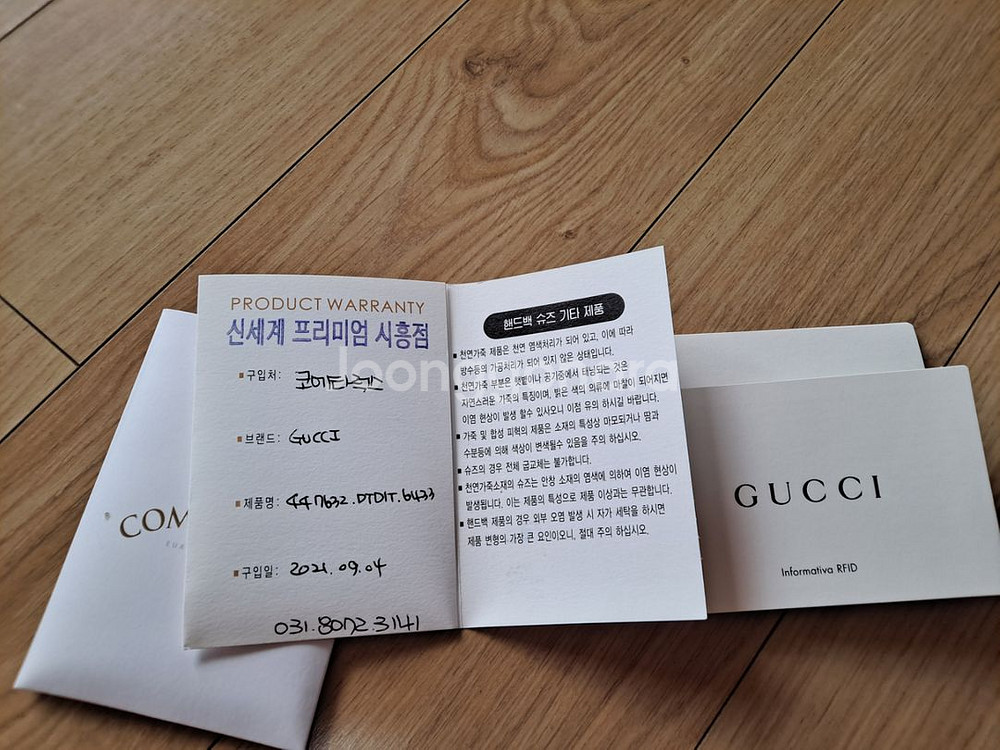 PRODUCT WARRANTY
신세계 프리미엄 시흥점
구입처: 코메타렉스
브랜드: GUCCI
제품명: 447632.DTDIT.6433
구입일: 2021.09.04
031.8072.3141
핸드백 슈즈 기타 제품
천연가죽 제품은 천연 염색처리가 되어 있고, 이에 따라
방수등의 가공처리가 되어 있지 않은 상태입니다.
천연가죽 부분은 햇볕이나 공기중에서 태닝되는 것은
자연스러운 가죽의 특징이며, 밝은 색의 의류에 마찰이 되어지면
이염 현상이 발생 할수 있사오니 이점 유의 하시길 바랍니다.
가죽 및 합성 피혁의 제품은 소재의 특성상 마모되거나 땀과
수분등에 의해 색상이 변색될수 있음을 주의 하십시오.
슈즈의 경우 전체 굽교체는 불가합니다.
천연가죽소재의 슈즈는 안창 소재의 염색에 의하여 이염 현상이
발생됩니다. 이는 제품의 특성으로 제품 이상과는 무관합니다.
핸드백 제품의 경우 외부 오염 발생 시 자가 세탁을 하시면
제품 변형의 가장 큰 요인이오니, 절대 주의 하십시오.
COM
GUCCI
Informativa RFID